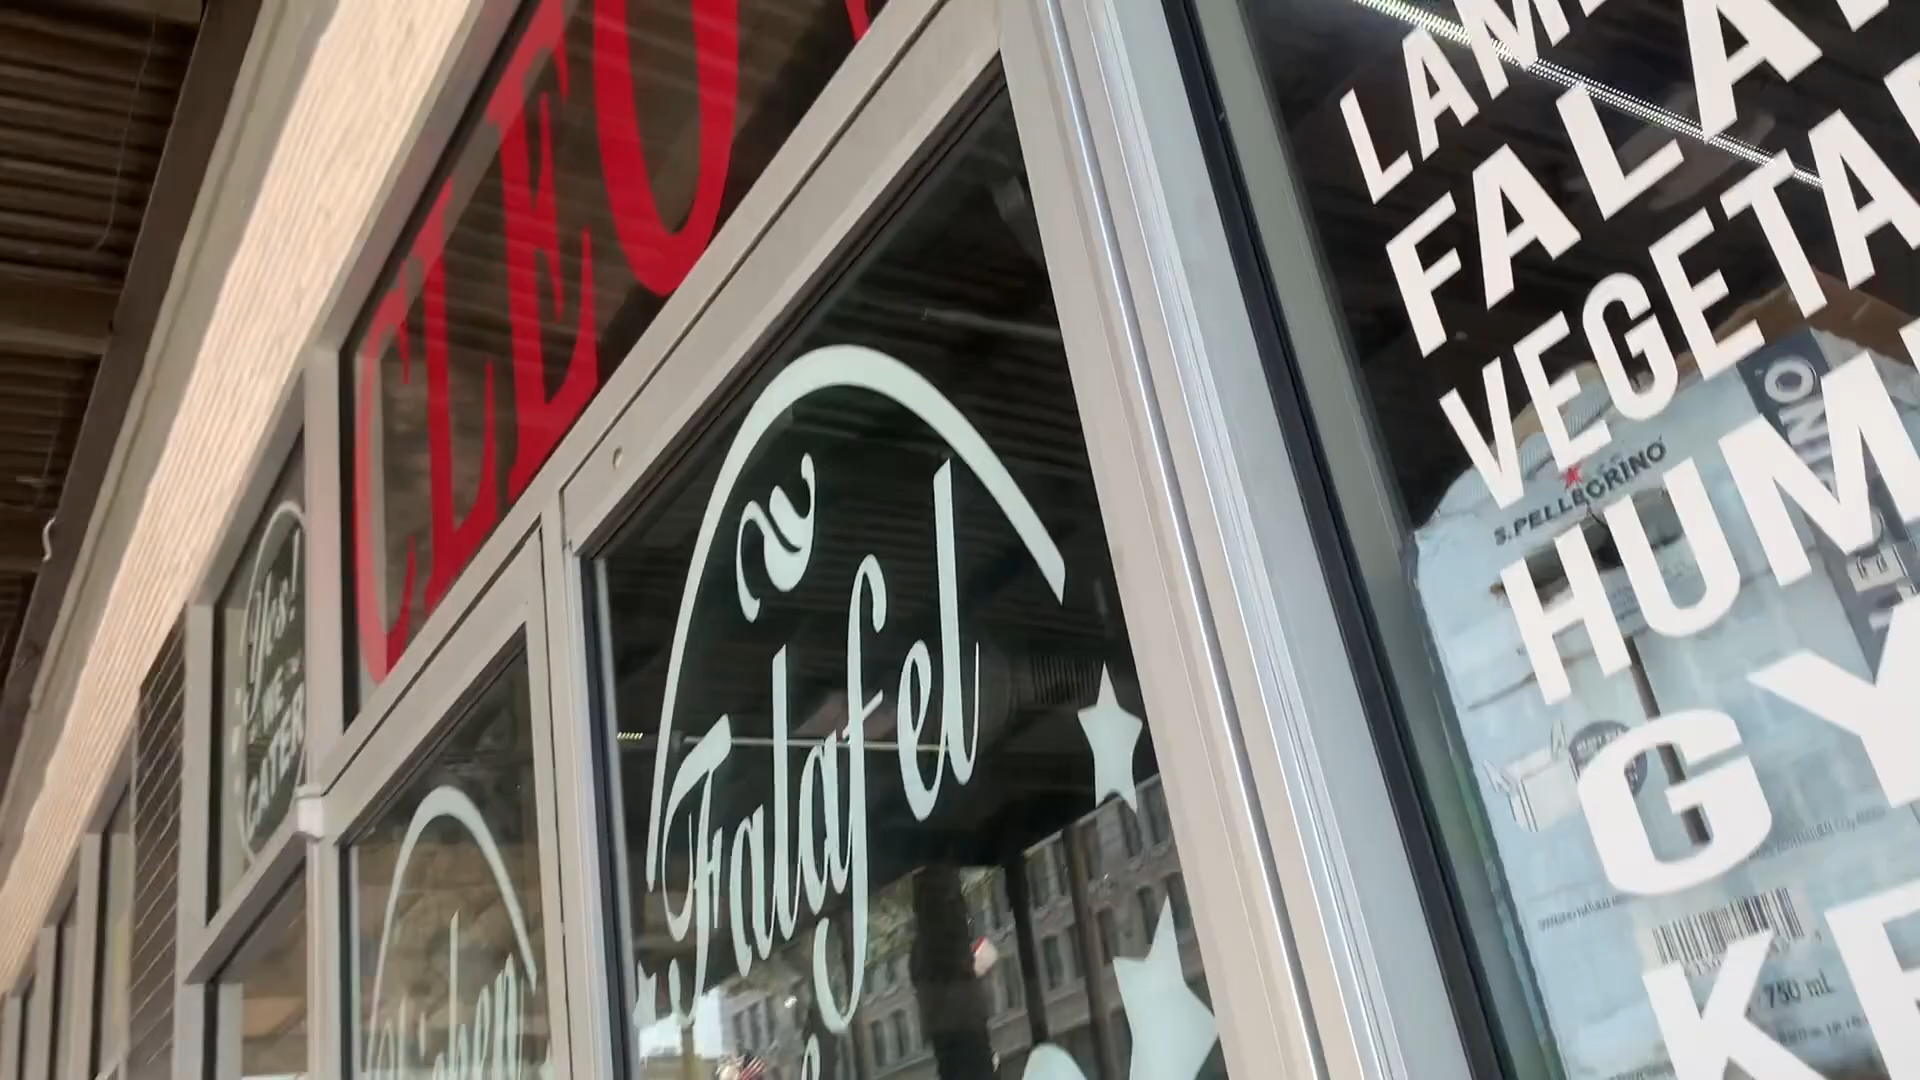 CLEO
Falafel
Yes!
WE
CATER
LAM
FALA
VEGETA
HUM
GY
KE
S.PELLEGRINO
750 mL